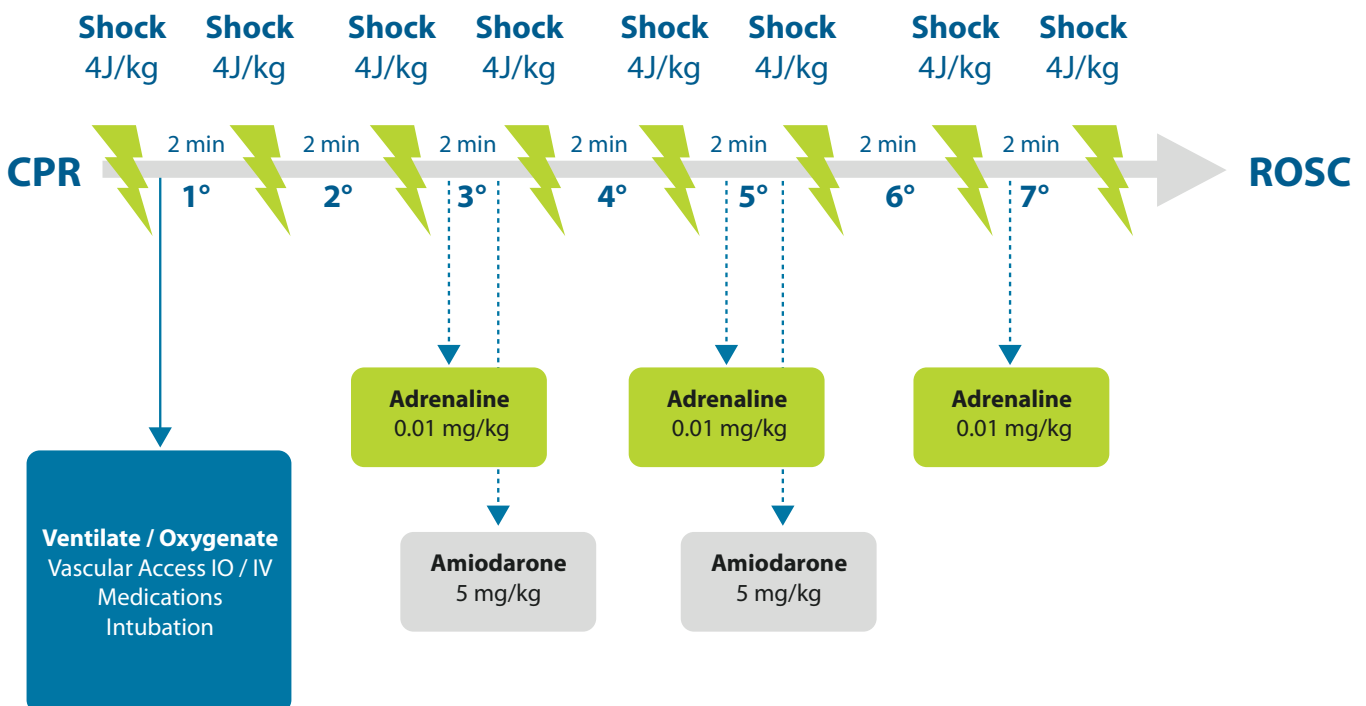 Shock Shock Shock Shock Shock Shock Shock Shock
4J/kg 4J/kg 4J/kg 4J/kg 4J/kg 4J/kg 4J/kg 4J/kg
2 min 2 min 2 min 2 min 2 min 2 min 2 min
CPR ROSC
1° 2° 3° 4° 5° 6° 7°
Adrenaline
0.01 mg/kg
Adrenaline
0.01 mg/kg
Adrenaline
0.01 mg/kg
Ventilate / Oxygenate
Vascular Access IO / IV
Medications
Intubation
Amiodarone
5 mg/kg
Amiodarone
5 mg/kg